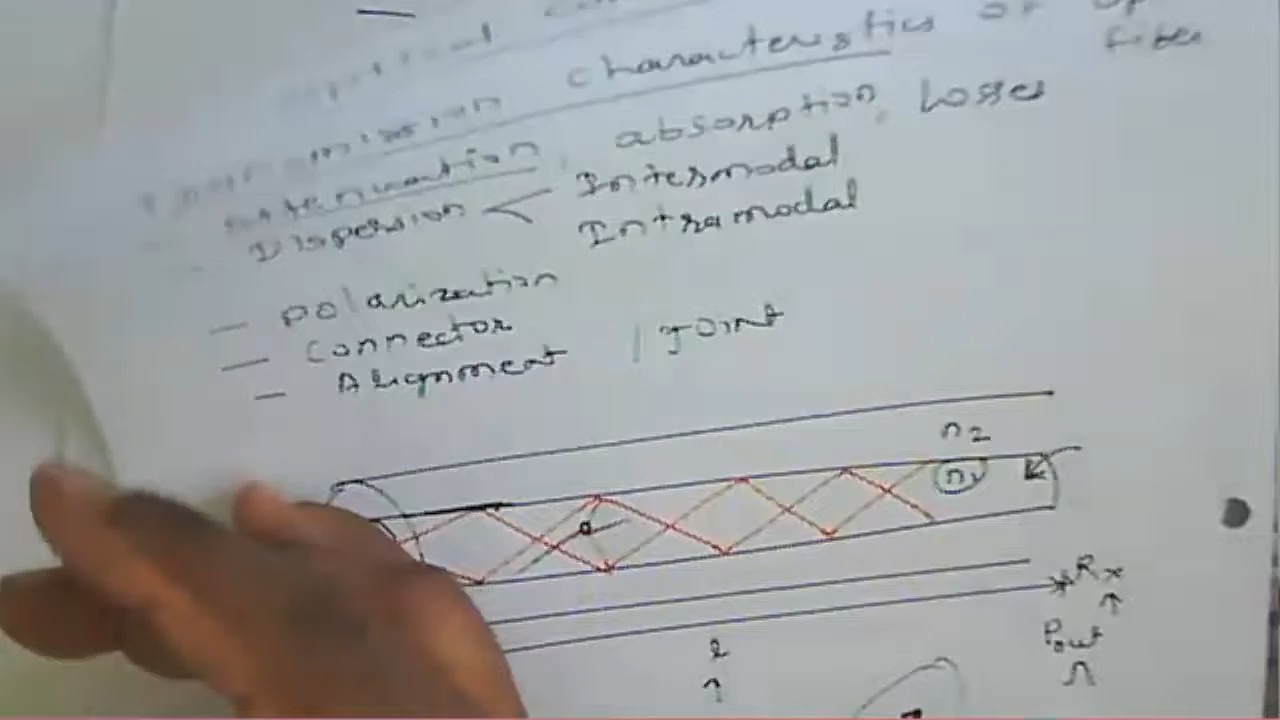 characteristics of
fiber
Attenuation, absorption, Losses
Dispersion < Intermodal
Intramodal
— Polarization
— Connector
— Alignment / Joint
n2
n1
Rx
Pout